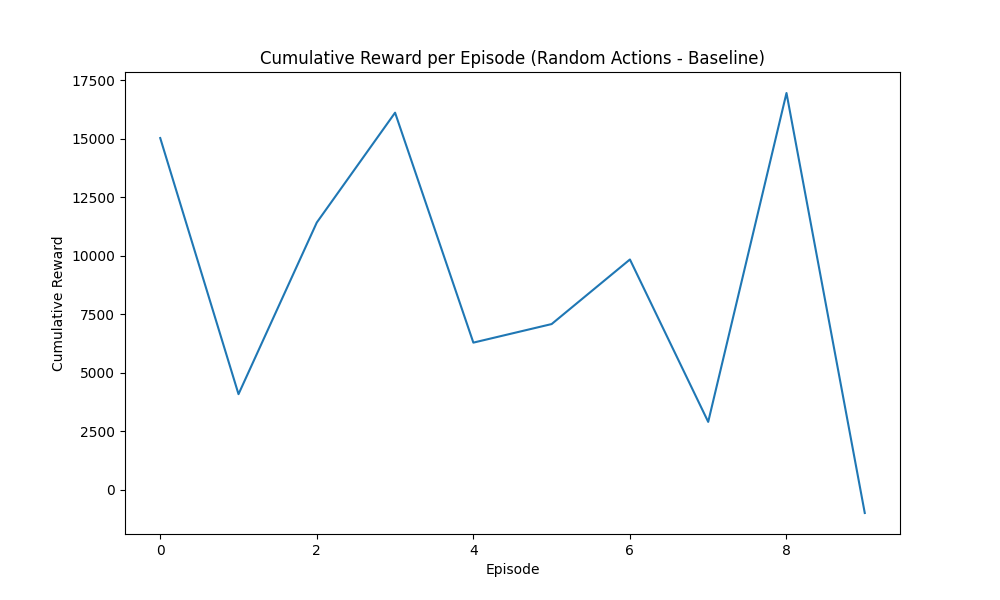 Cumulative Reward per Episode (Random Actions - Baseline)
17500
15000
12500
10000
7500
5000
2500
0
Cumulative Reward
0 2 4 6 8
Episode